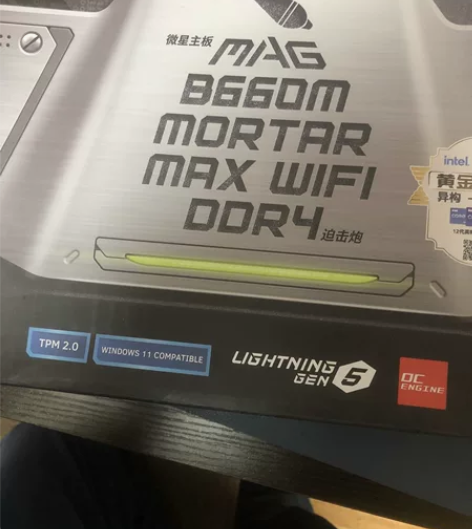 微星主板 MAG
B660M
MORTAR
MAX WIFI
DDR4 迫击炮
intel
黄金
异构
TPM 2.0
WINDOWS 11 COMPATIBLE
LIGHTNING
GEN 5
OC
ENGINE